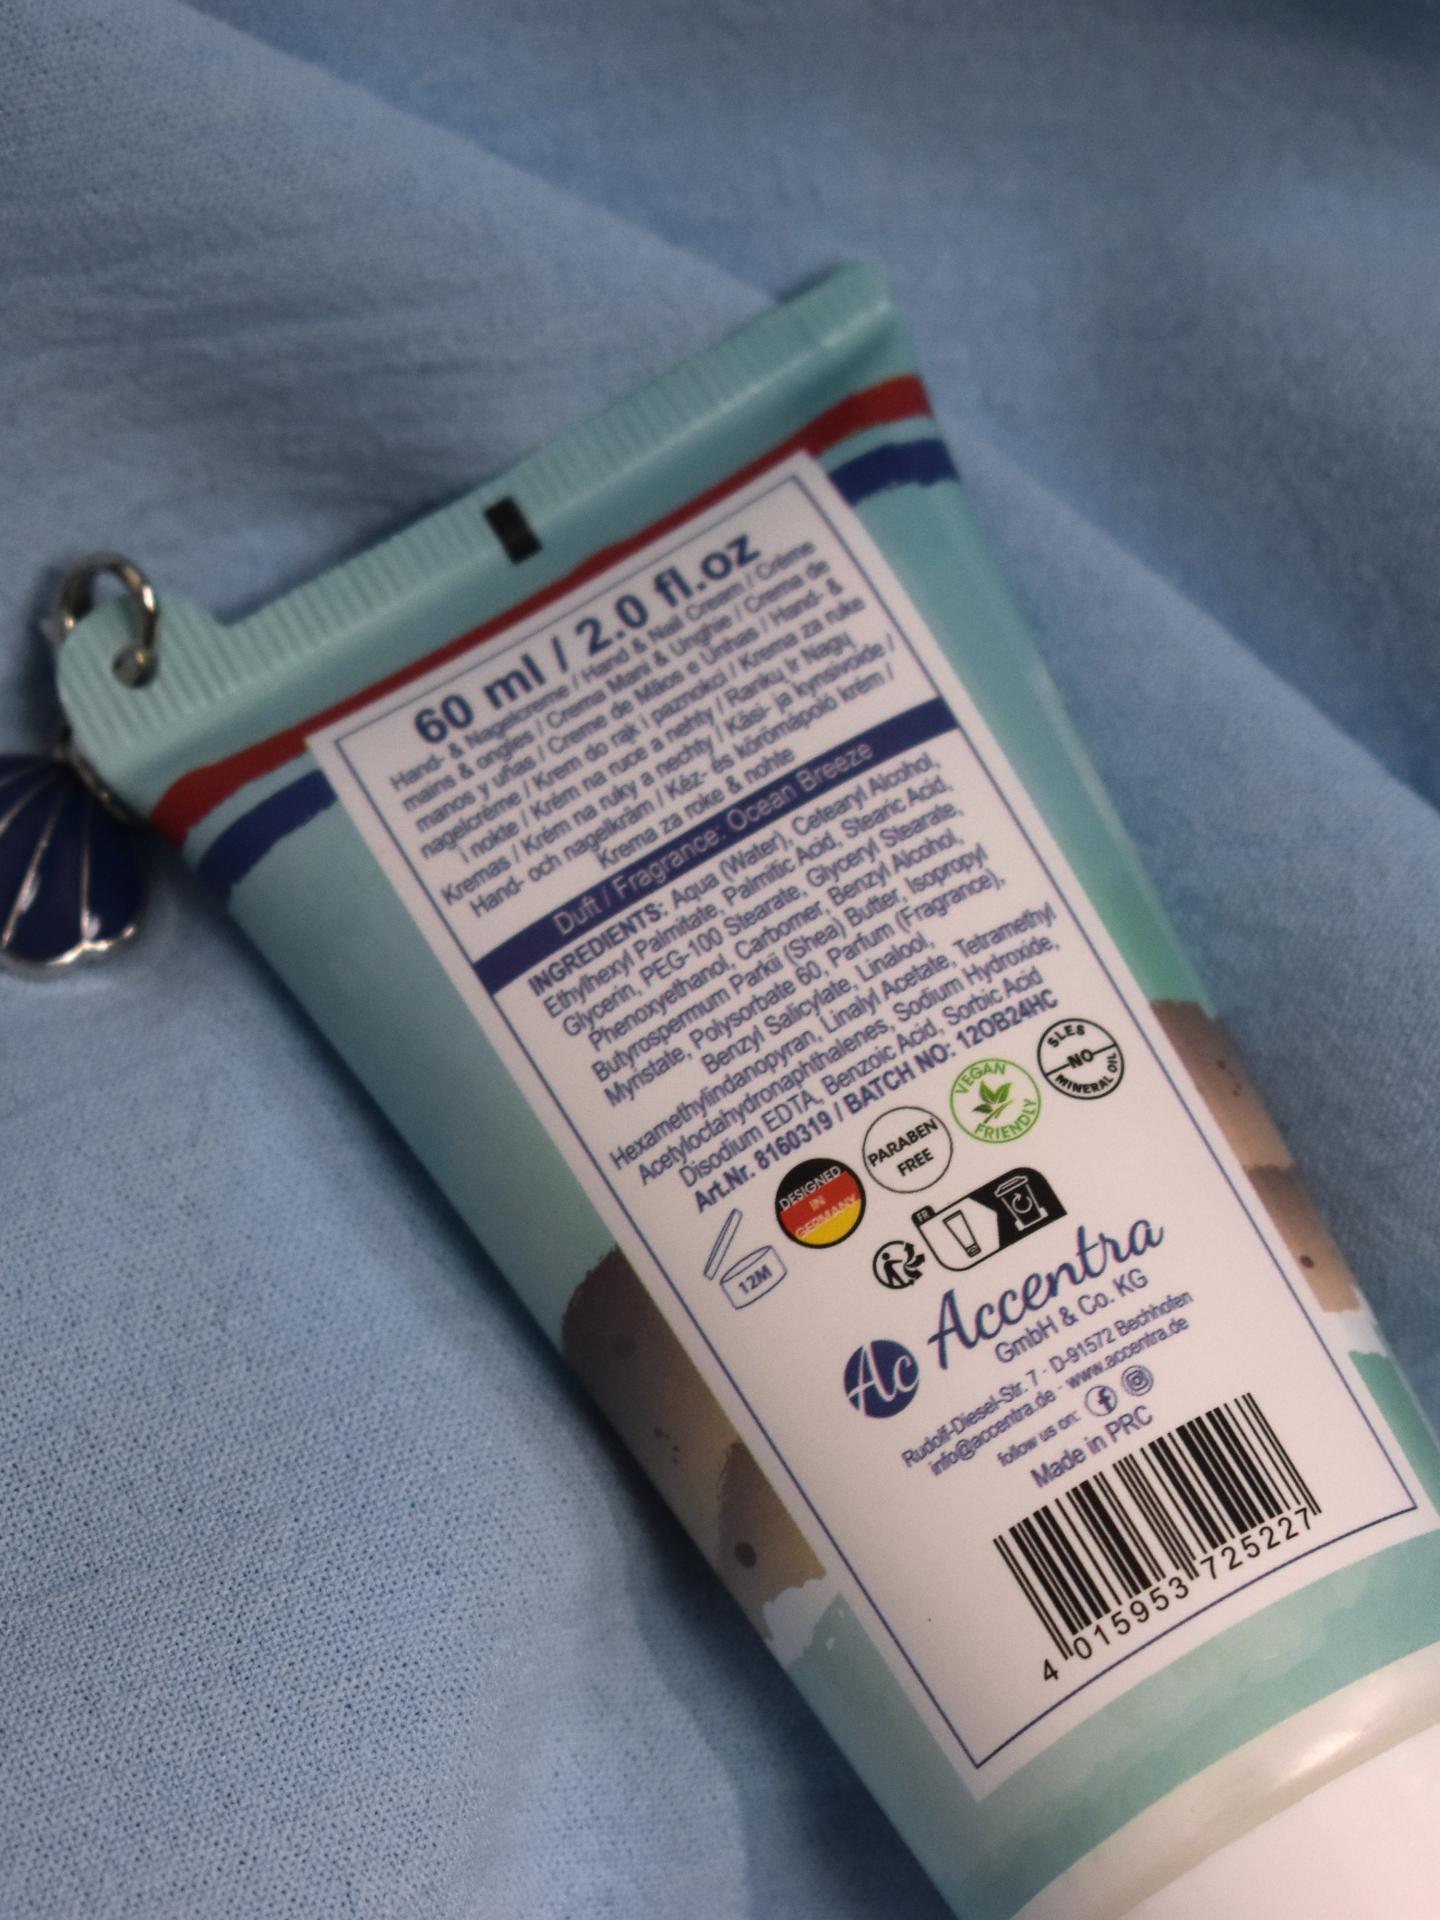 60 ml / 2.0 fl.oz
Hand- & Nagelcreme / Hand & Nail Cream / Crème
mains & ongles / Crema Mani & Unghie / Crema de
manos y uñas / Creme de Mãos e Unhas / Hand- &
nagelcrème / Krem do rąk i paznokci / Krema za ruke
i nokte / Krém na ruce a nehty / Rankų ir Nagų
Kremas / Krém na ruky a nechty / Käsi- ja kynsivoide /
Hand- och nagelkräm / Kéz- és körömápoló krém /
Krema za roke & nohte
Duft / Fragrance: Ocean Breeze
INGREDIENTS: Aqua (Water), Cetearyl Alcohol,
Ethylhexyl Palmitate, Palmitic Acid, Stearic Acid,
Glycerin, PEG-100 Stearate, Glyceryl Stearate,
Phenoxyethanol, Carbomer, Benzyl Alcohol,
Butyrospermum Parkii (Shea) Butter, Isopropyl
Myristate, Polysorbate 60, Parfum (Fragrance),
Benzyl Salicylate, Linalool,
Hexamethylindanopyran, Linalyl Acetate, Tetramethyl
Acetyloctahydronaphthalenes, Sodium Hydroxide,
Disodium EDTA, Benzoic Acid, Sorbic Acid
Art.Nr. 8160319 / BATCH NO: 12OB24HC
12M
DESIGNED
IN
GERMANY
PARABEN
FREE
VEGAN
FRIENDLY
SLES
NO
MINERAL OIL
FR
Ac Accentra
GmbH & Co. KG
Rudolf-Diesel-Str. 7 · D-91572 Bechhofen
info@accentra.de · www.accentra.de
follow us on:
Made in PRC
4 015953 725227